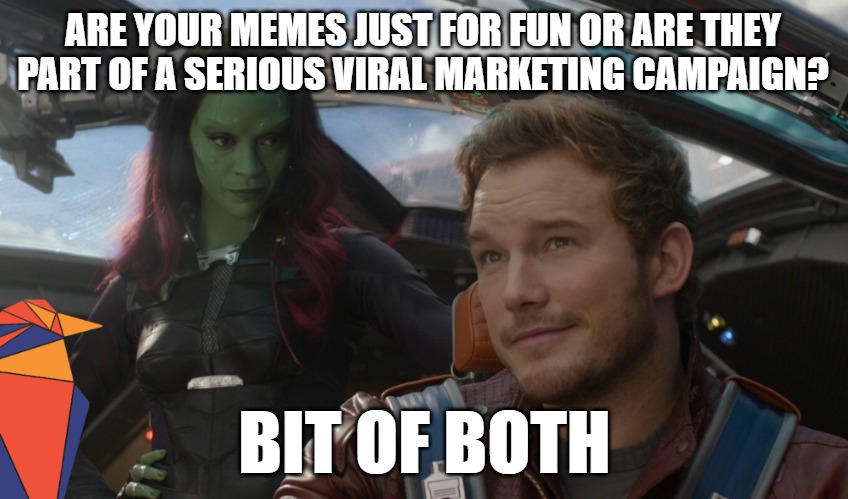 ARE YOUR MEMES JUST FOR FUN OR ARE THEY
PART OF A SERIOUS VIRAL MARKETING CAMPAIGN?
BIT OF BOTH